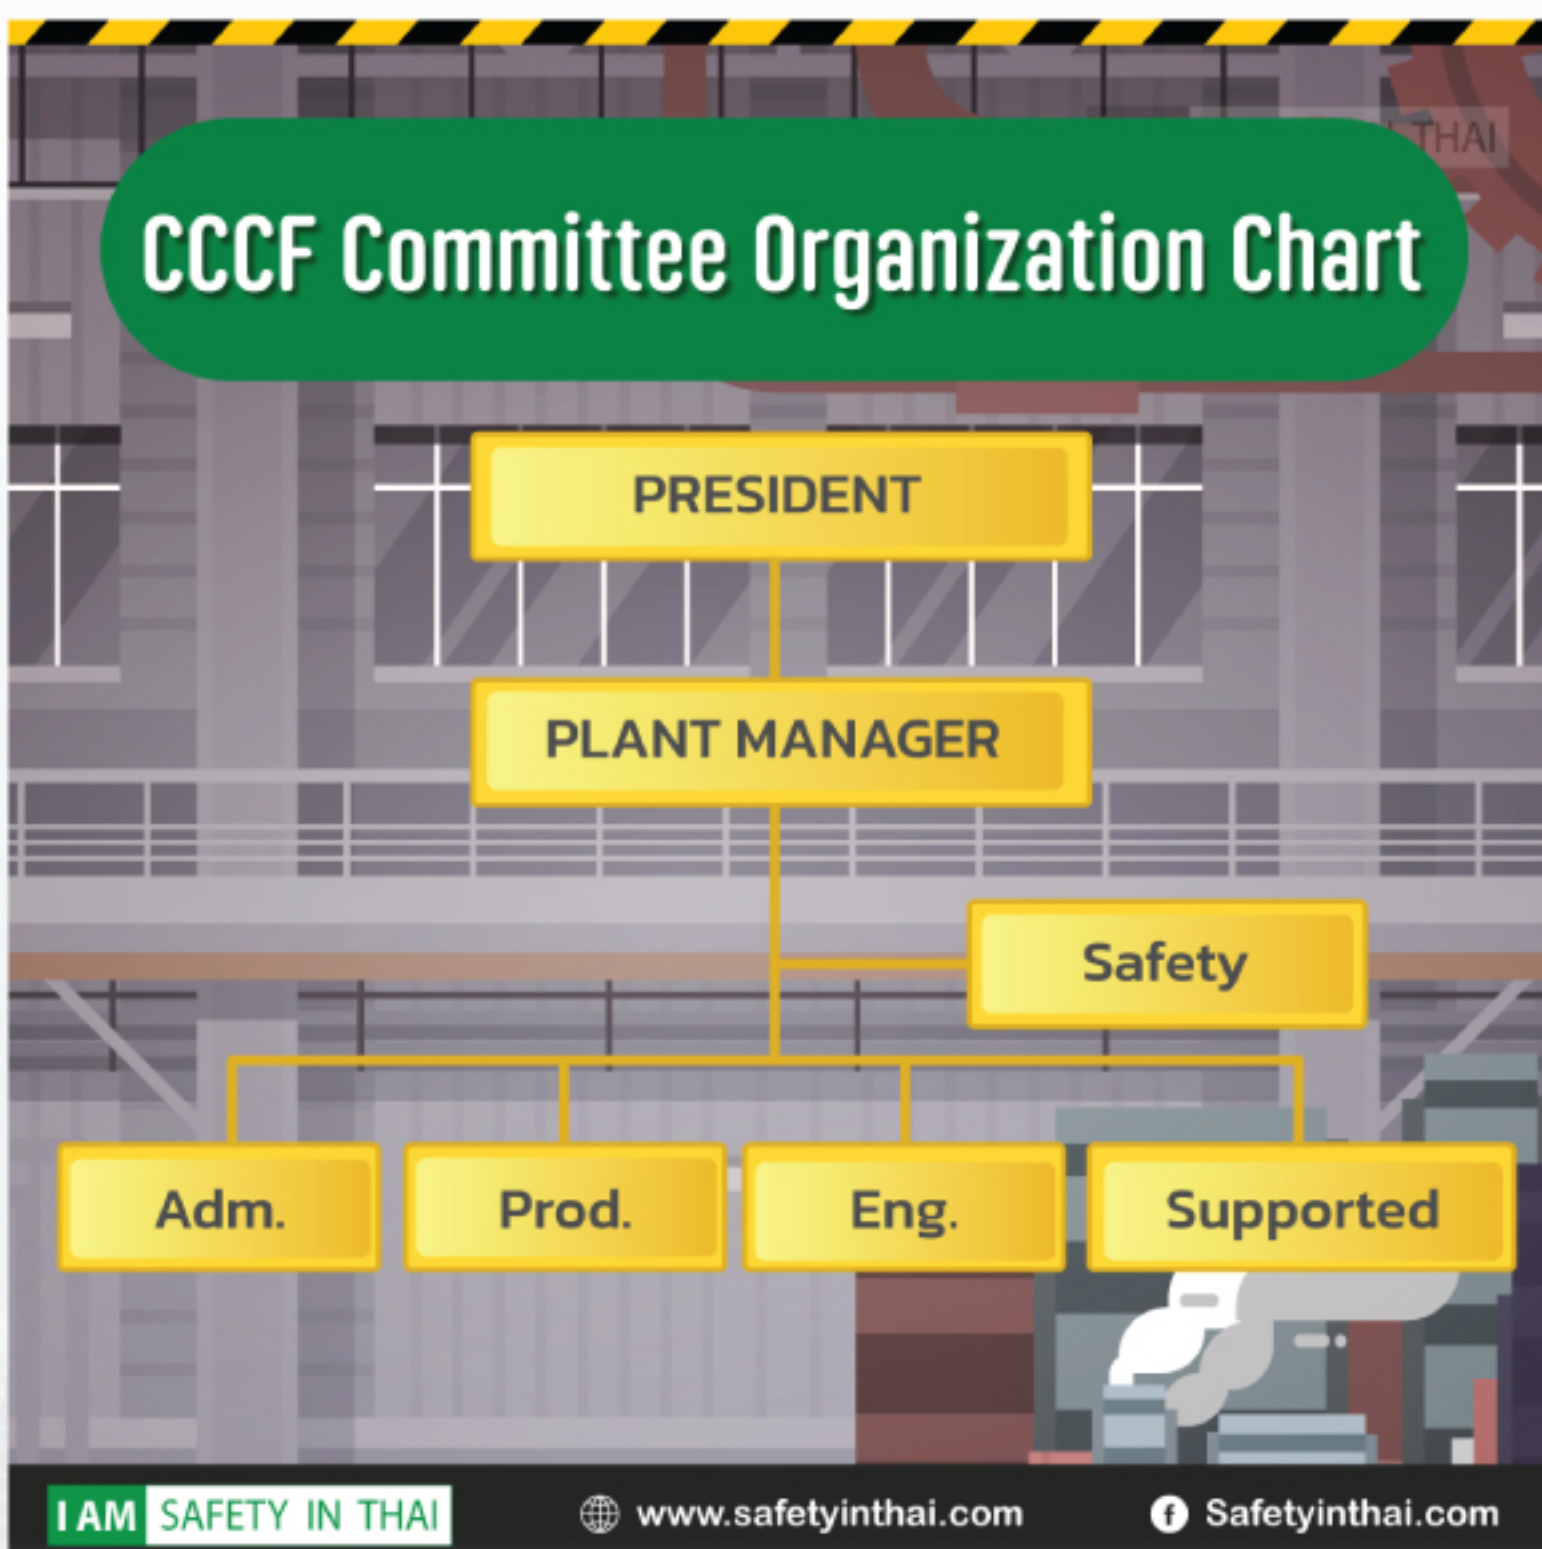 THAI
CCCF Committee Organization Chart
PRESIDENT
PLANT MANAGER
Safety
Adm.
Prod.
Eng.
Supported
I AM SAFETY IN THAI
www.safetyinthai.com
Safetyinthai.com